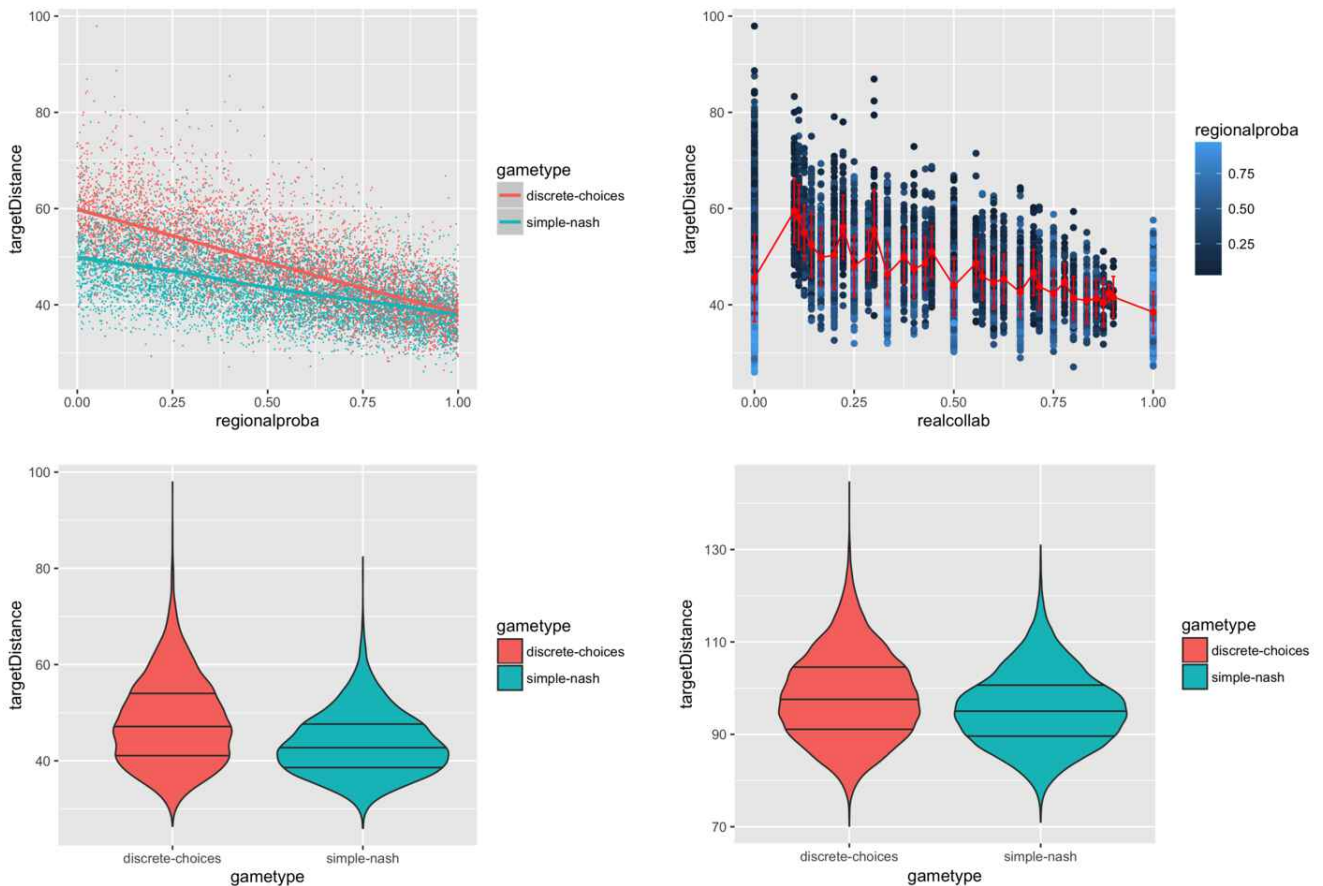 100
80
60
40
targetDistance
0.00
0.25
0.50
0.75
1.00
regionalproba
gametype
discrete-choices
simple-nash
100
80
60
40
targetDistance
0.00
0.25
0.50
0.75
1.00
realcollab
regionalproba
0.75
0.50
0.25
100
80
60
40
targetDistance
discrete-choices
simple-nash
gametype
gametype
discrete-choices
simple-nash
130
110
90
70
targetDistance
discrete-choices
simple-nash
gametype
gametype
discrete-choices
simple-nash